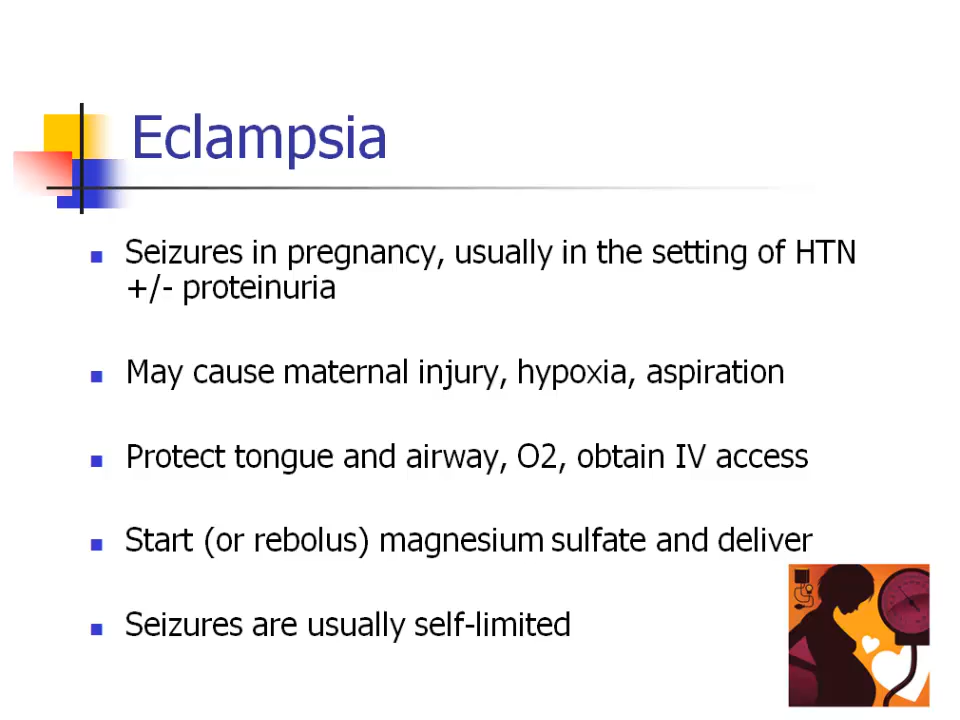 Eclampsia
Seizures in pregnancy, usually in the setting of HTN
+/- proteinuria
May cause maternal injury, hypoxia, aspiration
Protect tongue and airway, O2, obtain IV access
Start (or rebolus) magnesium sulfate and deliver
Seizures are usually self-limited